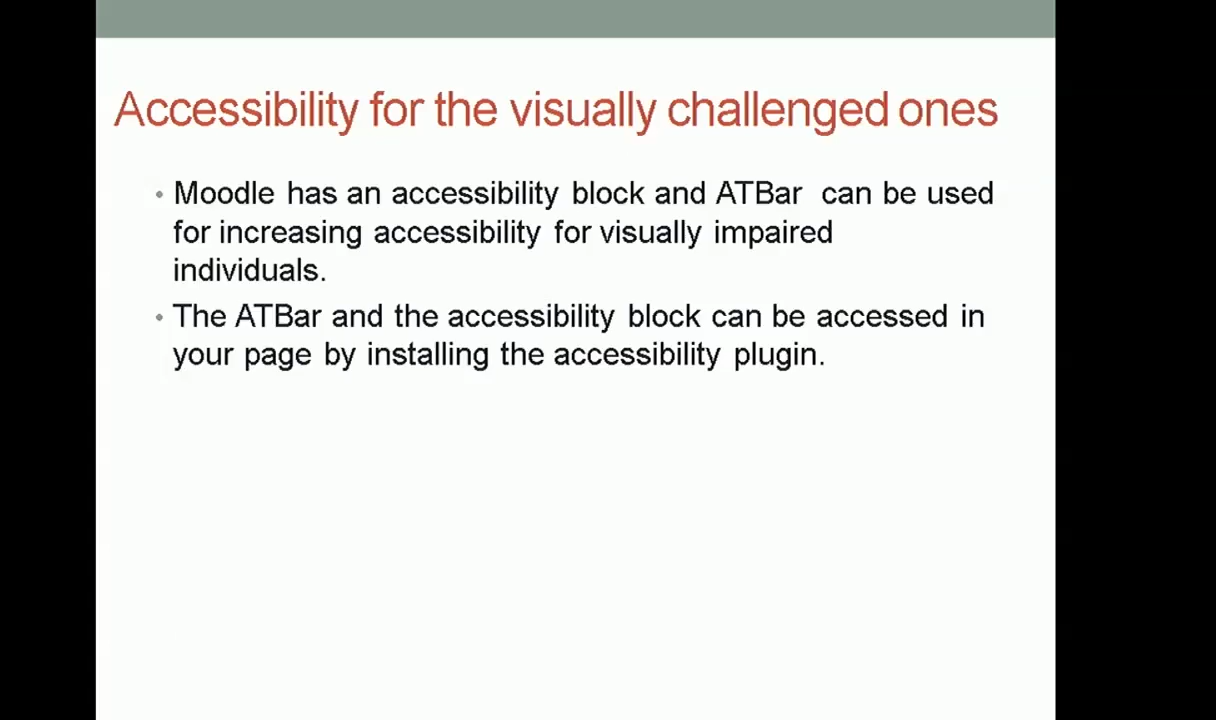 Accessibility for the visually challenged ones
• Moodle has an accessibility block and ATBar can be used
for increasing accessibility for visually impaired
individuals.
• The ATBar and the accessibility block can be accessed in
your page by installing the accessibility plugin.